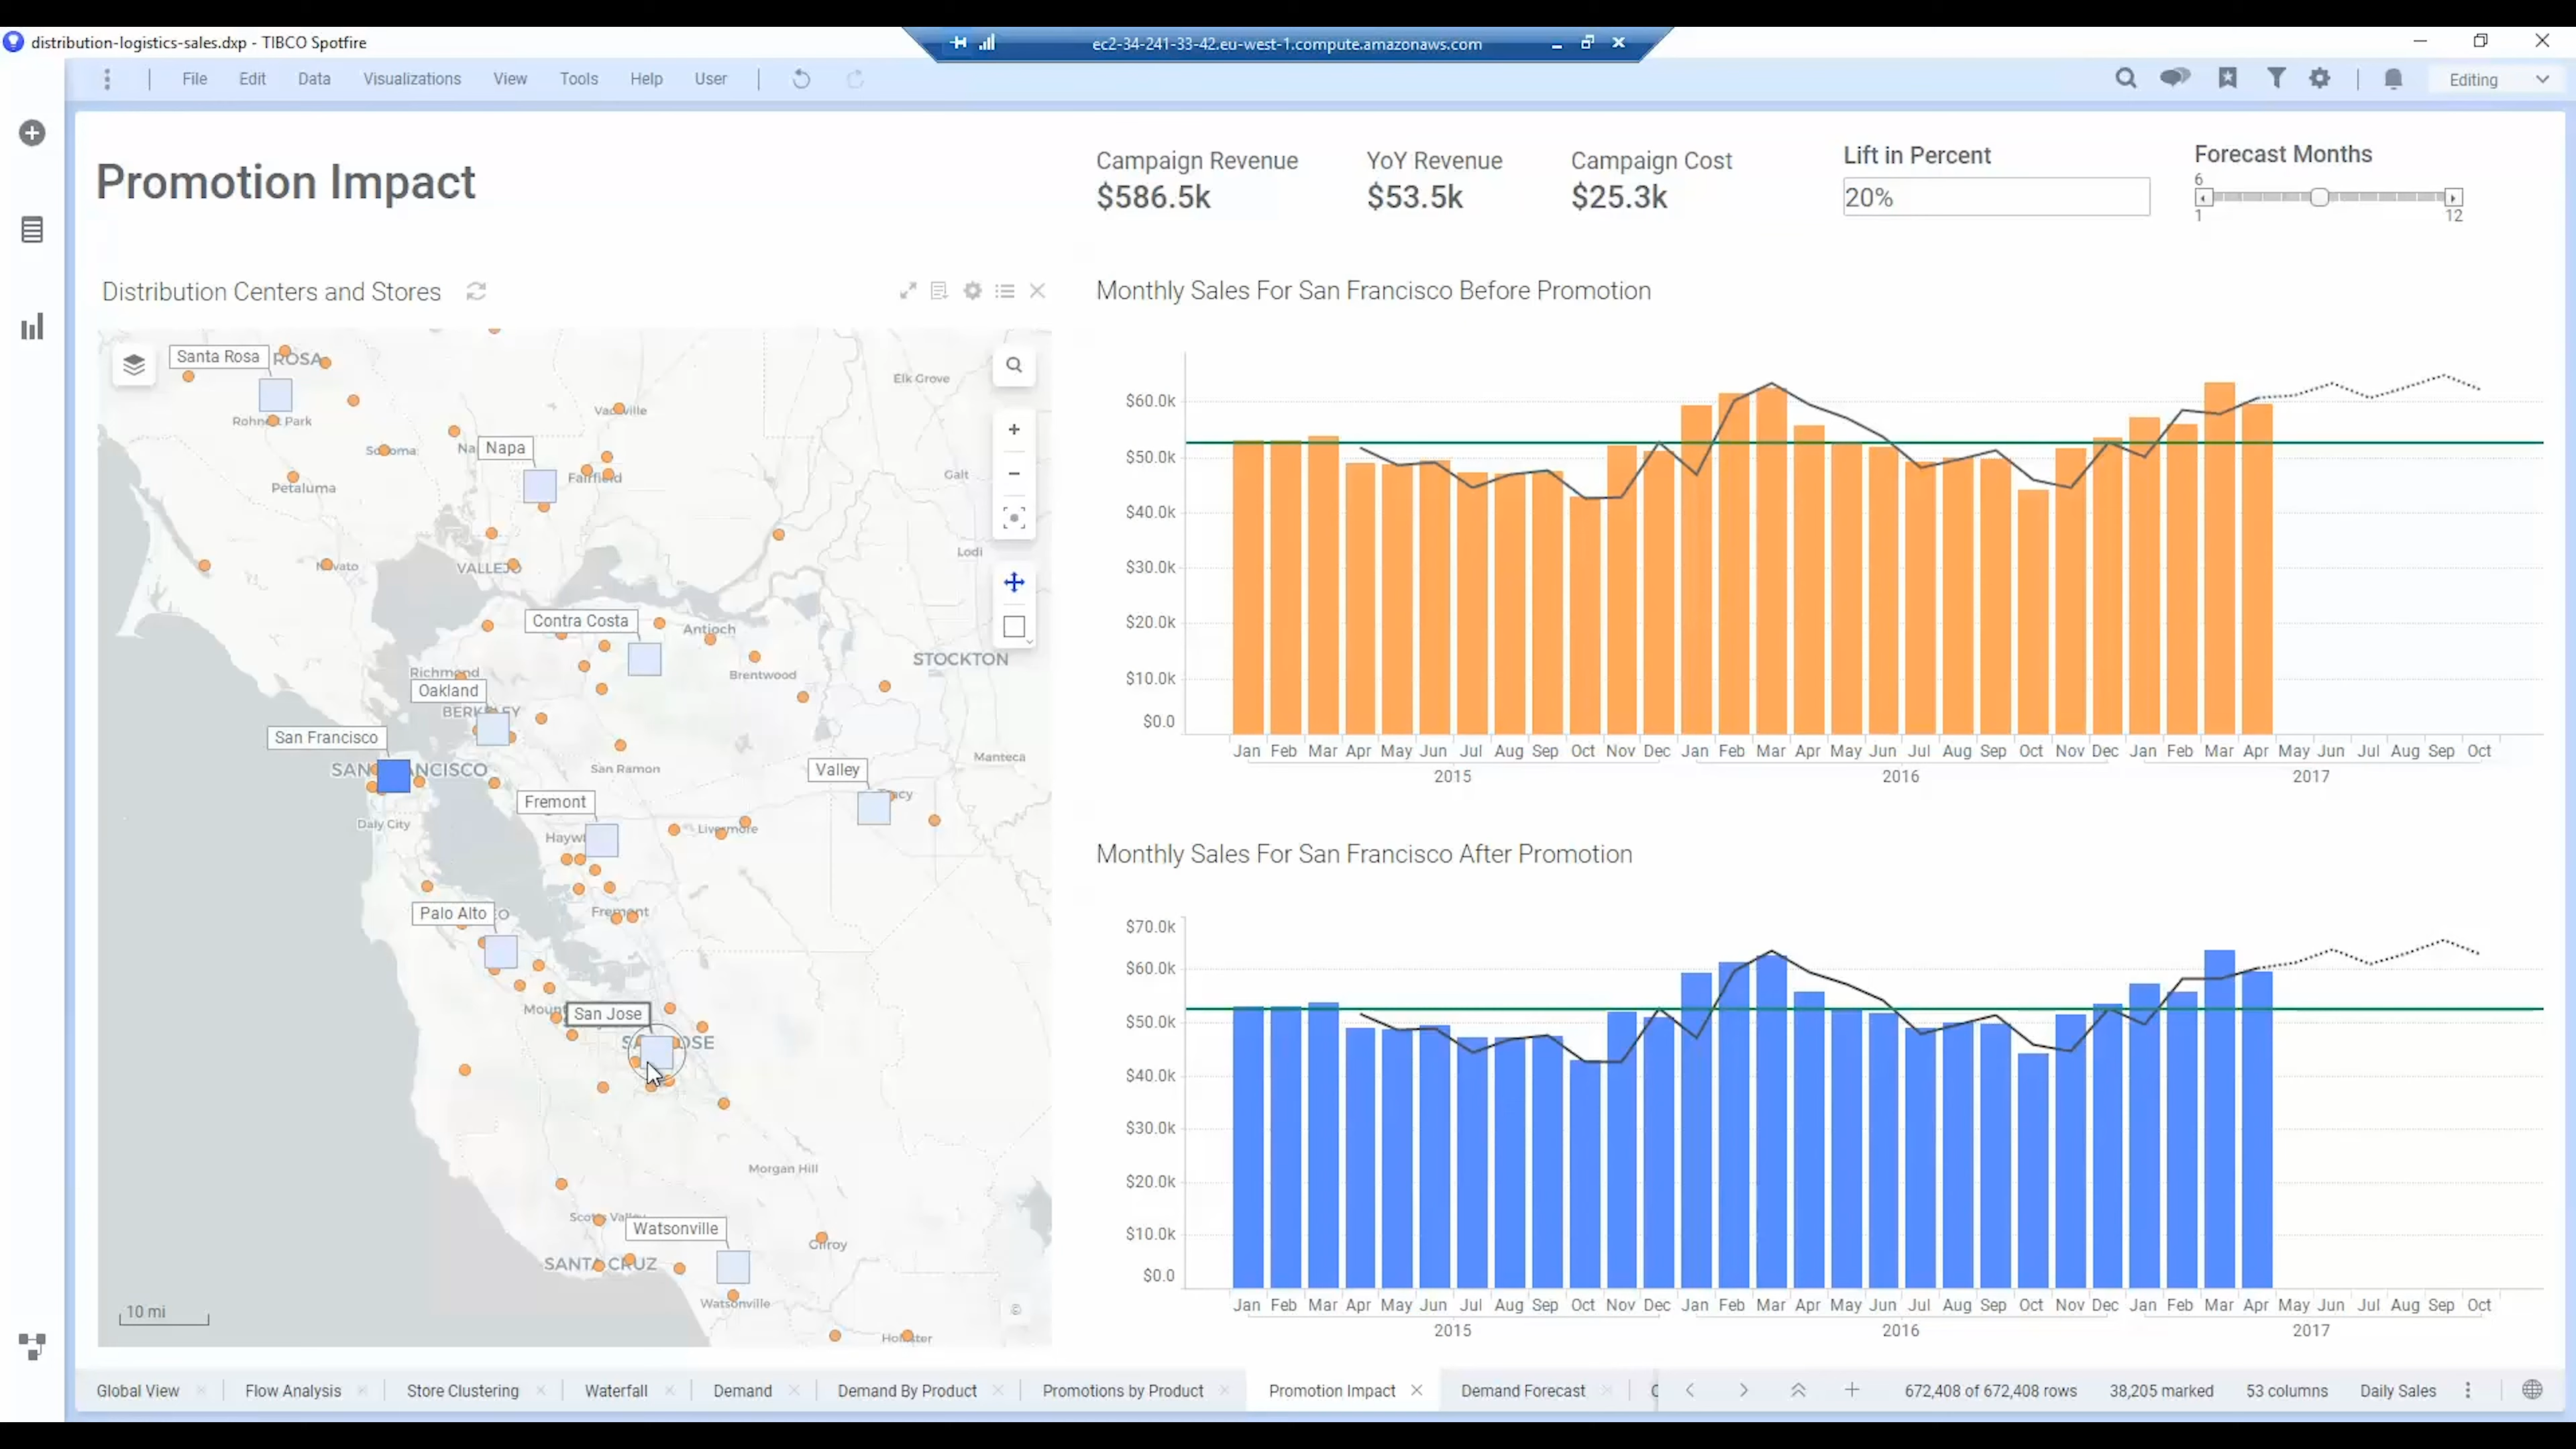 distribution-logistics-sales.dxp - TIBCO Spotfire
ec2-34-241-33-42.eu-west-1.compute.amazonaws.com
File Edit Data Visualizations View Tools Help User
Editing
Promotion Impact
Campaign Revenue
$586.5k
YoY Revenue
$53.5k
Campaign Cost
$25.3k
Lift in Percent
20%
Forecast Months
6
1
12
Distribution Centers and Stores
Santa Rosa
ROSA
Elk Grove
Rohnert Park
Vacaville
Napa
Sonoma
Fairfield
Galt
Petaluma
Lodi
Novato
VALLEJO
Contra Costa
Antioch
STOCKTON
Richmond
Brentwood
Oakland
BERKELEY
San Francisco
Manteca
San Ramon
Valley
Tracy
Fremont
Daly City
Livermore
Haywa
Palo Alto
Fremont
San Jose
Mount
Morgan Hill
Scotts Valley
Watsonville
Gilroy
SANTA CRUZ
Watsonville
Hollister
10 mi
©
Monthly Sales For San Francisco Before Promotion
$60.0k
$50.0k
$40.0k
$30.0k
$20.0k
$10.0k
$0.0
Jan Feb Mar Apr May Jun Jul Aug Sep Oct Nov Dec Jan Feb Mar Apr May Jun Jul Aug Sep Oct Nov Dec Jan Feb Mar Apr May Jun Jul Aug Sep Oct
2015 2016 2017
Monthly Sales For San Francisco After Promotion
$70.0k
$60.0k
$50.0k
$40.0k
$30.0k
$20.0k
$10.0k
$0.0
Jan Feb Mar Apr May Jun Jul Aug Sep Oct Nov Dec Jan Feb Mar Apr May Jun Jul Aug Sep Oct Nov Dec Jan Feb Mar Apr May Jun Jul Aug Sep Oct
2015 2016 2017
Global View Flow Analysis Store Clustering Waterfall Demand Demand By Product Promotions by Product Promotion Impact Demand Forecast 672,408 of 672,408 rows 38,205 marked 53 columns Daily Sales